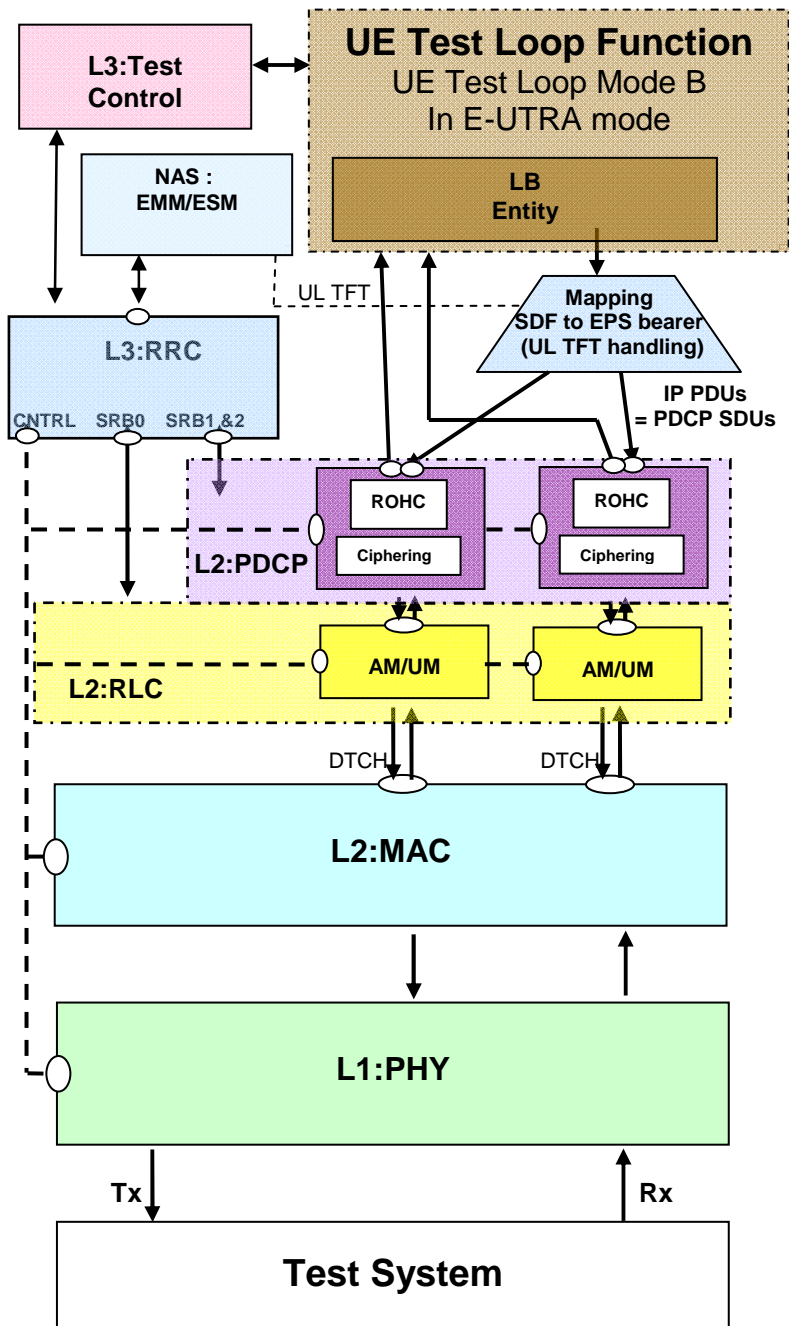 UE Test Loop Function
UE Test Loop Mode B
In E-UTRA mode
L3:Test
Control
NAS :
EMM/ESM
LB
Entity
UL TFT
Mapping
SDF to EPS bearer
(UL TFT handling)
L3:RRC
CNTRL SRB0 SRB1 &2
IP PDUs
= PDCP SDUs
ROHC
Ciphering
ROHC
Ciphering
L2:PDCP
AM/UM
AM/UM
L2:RLC
DTCH
DTCH
L2:MAC
L1:PHY
Tx
Rx
Test System